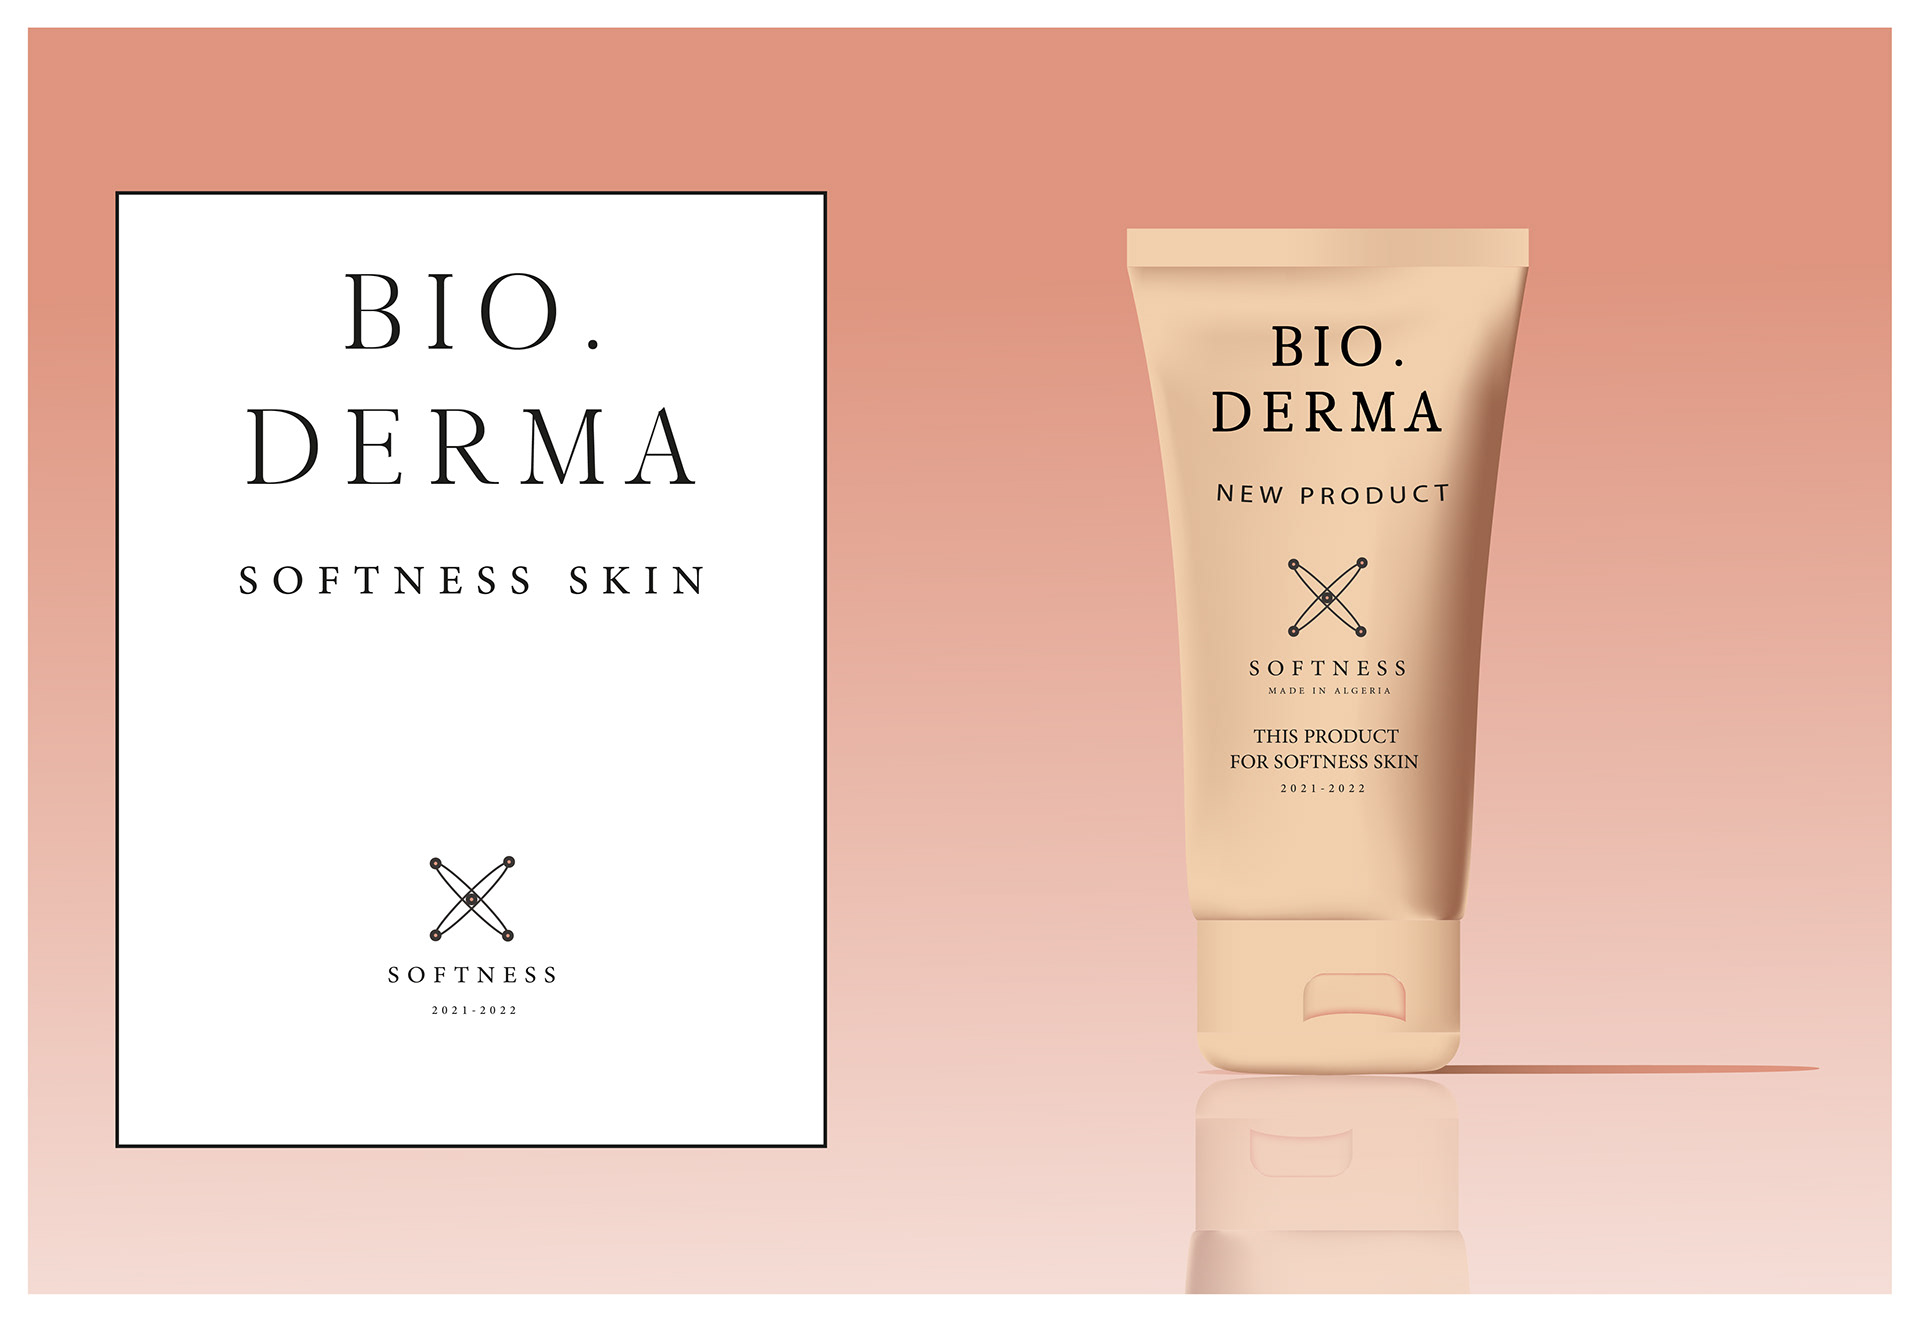 BIO.
DERMA
SOFTNESS SKIN
SOFTNESS
2021-2022
BIO.
DERMA
NEW PRODUCT
SOFTNESS
MADE IN ALGERIA
THIS PRODUCT
FOR SOFTNESS SKIN
2021-2022